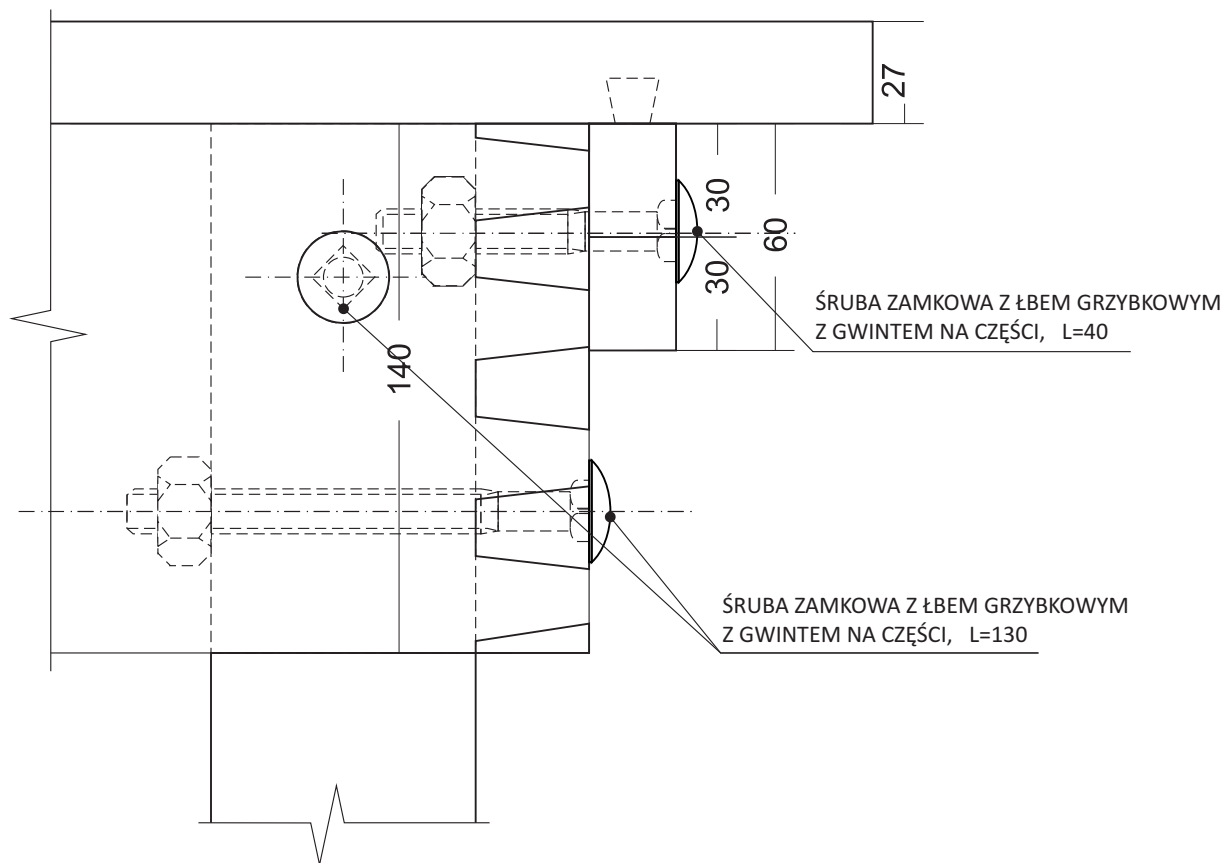 27
30
60
30
ŚRUBA ZAMKOWA Z ŁBEM GRZYBKOWYM
Z GWINTEM NA CZĘŚCI, L=40
140
ŚRUBA ZAMKOWA Z ŁBEM GRZYBKOWYM
Z GWINTEM NA CZĘŚCI, L=130